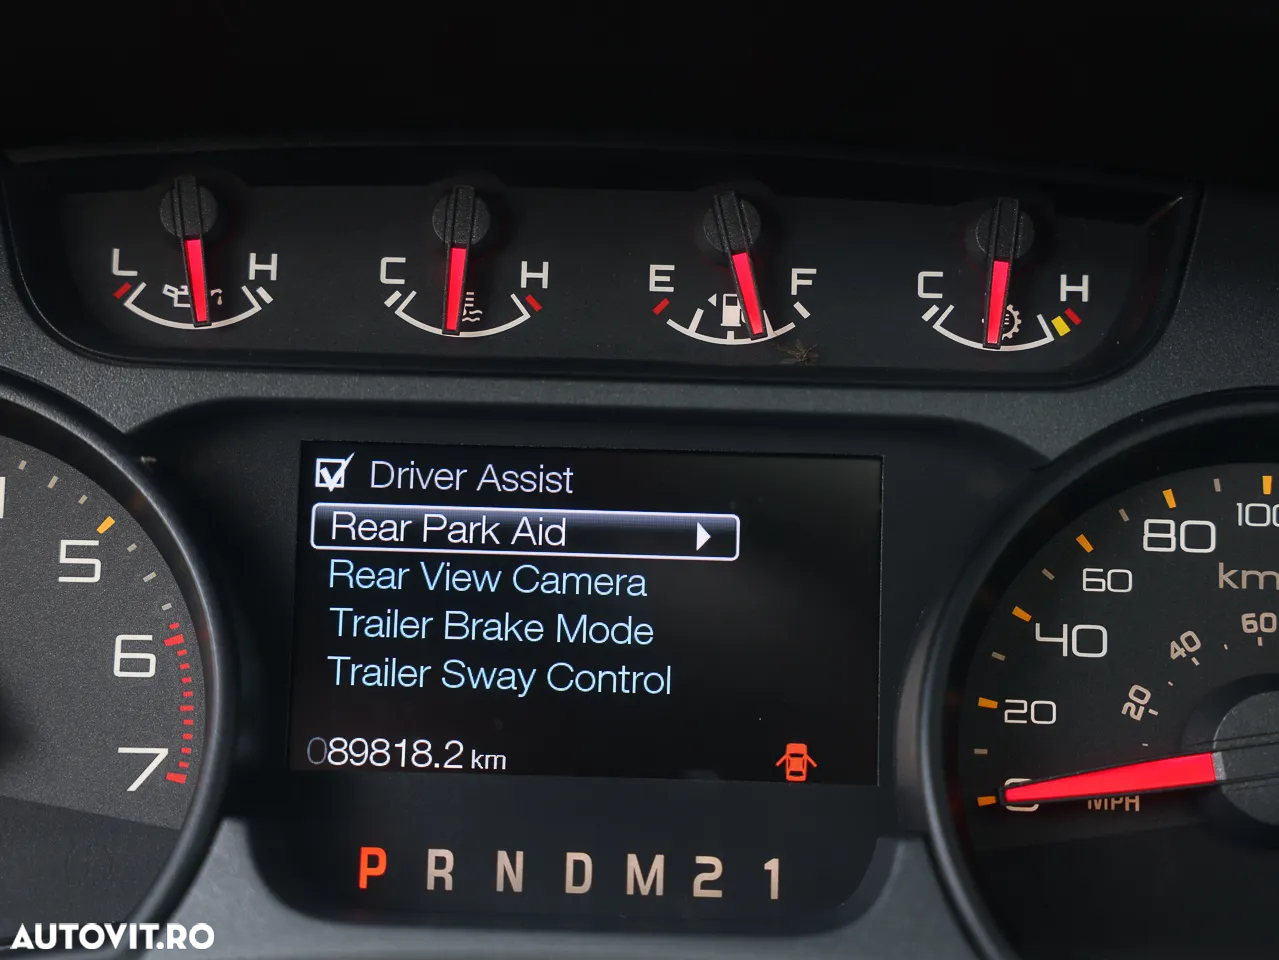 L H
C H
E F
C H
Driver Assist
Rear Park Aid
Rear View Camera
Trailer Brake Mode
Trailer Sway Control
089818.2 km
P R N D M 2 1
5
6
7
0
20
40
60
80
100
km
20
40
60
MPH
AUTOVIT.RO